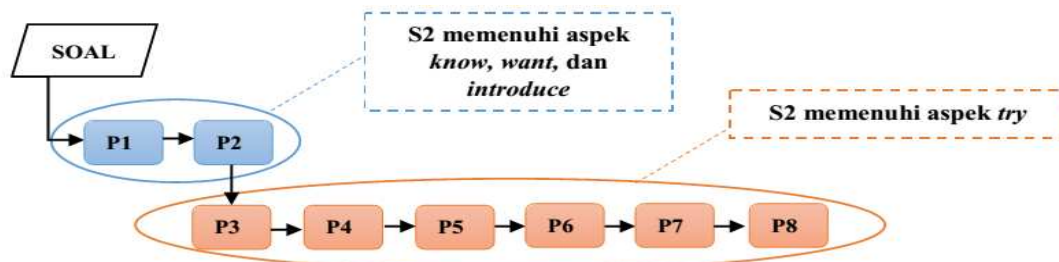 SOAL
S2 memenuhi aspek
know, want, dan
introduce
S2 memenuhi aspek try
P1
P2
P3
P4
P5
P6
P7
P8